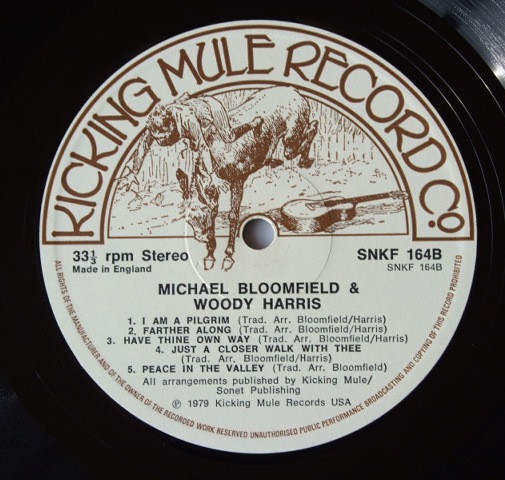 KICKING MULE RECORD CO.
33⅓ rpm Stereo
Made in England
SNKF 164B
SNKF 164B
MICHAEL BLOOMFIELD &
WOODY HARRIS
1. I AM A PILGRIM (Trad. Arr. Bloomfield/Harris)
2. FARTHER ALONG (Trad. Arr. Bloomfield/Harris)
3. HAVE THINE OWN WAY (Trad. Arr. Bloomfield/Harris)
4. JUST A CLOSER WALK WITH THEE
(Trad. Arr. Bloomfield/Harris)
5. PEACE IN THE VALLEY (Trad. Arr. Bloomfield)
All arrangements published by Kicking Mule/
Sonet Publishing
℗ 1979 Kicking Mule Records USA
ALL RIGHTS OF THE MANUFACTURER AND OF THE OWNER OF THE RECORDED WORK RESERVED UNAUTHORISED PUBLIC PERFORMANCE BROADCASTING AND COPYING OF THIS RECORD PROHIBITED